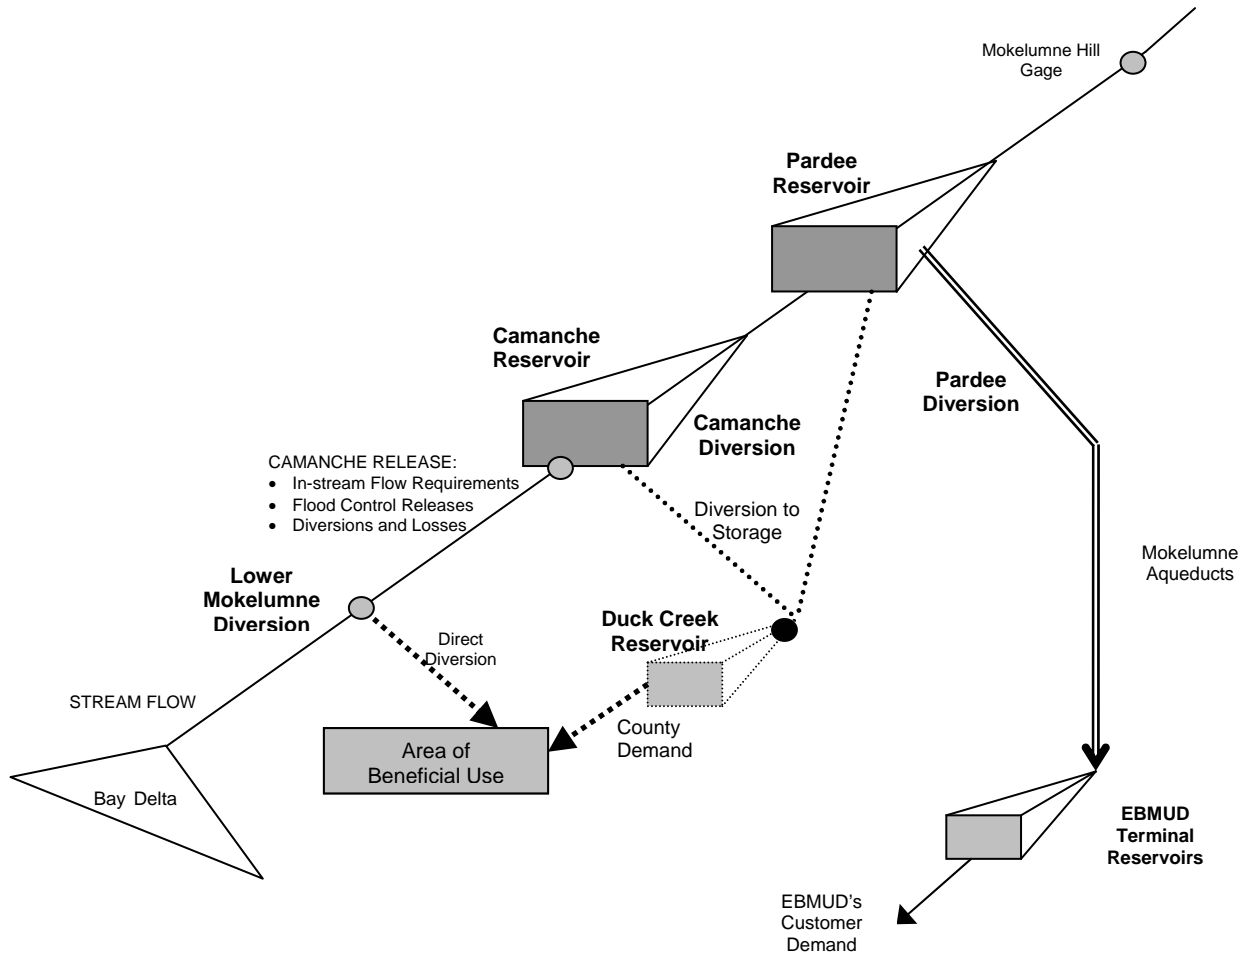 Mokelumne Hill
Gage
Pardee
Reservoir
Camanche
Reservoir
Pardee
Diversion
Camanche
Diversion
CAMANCHE RELEASE:
• In-stream Flow Requirements
• Flood Control Releases
• Diversions and Losses
Diversion to
Storage
Mokelumne
Aqueducts
Lower
Mokelumne
Diversion
Duck Creek
Reservoir
Direct
Diversion
STREAM FLOW
County
Demand
Area of
Beneficial Use
Bay Delta
EBMUD
Terminal
Reservoirs
EBMUD's
Customer
Demand